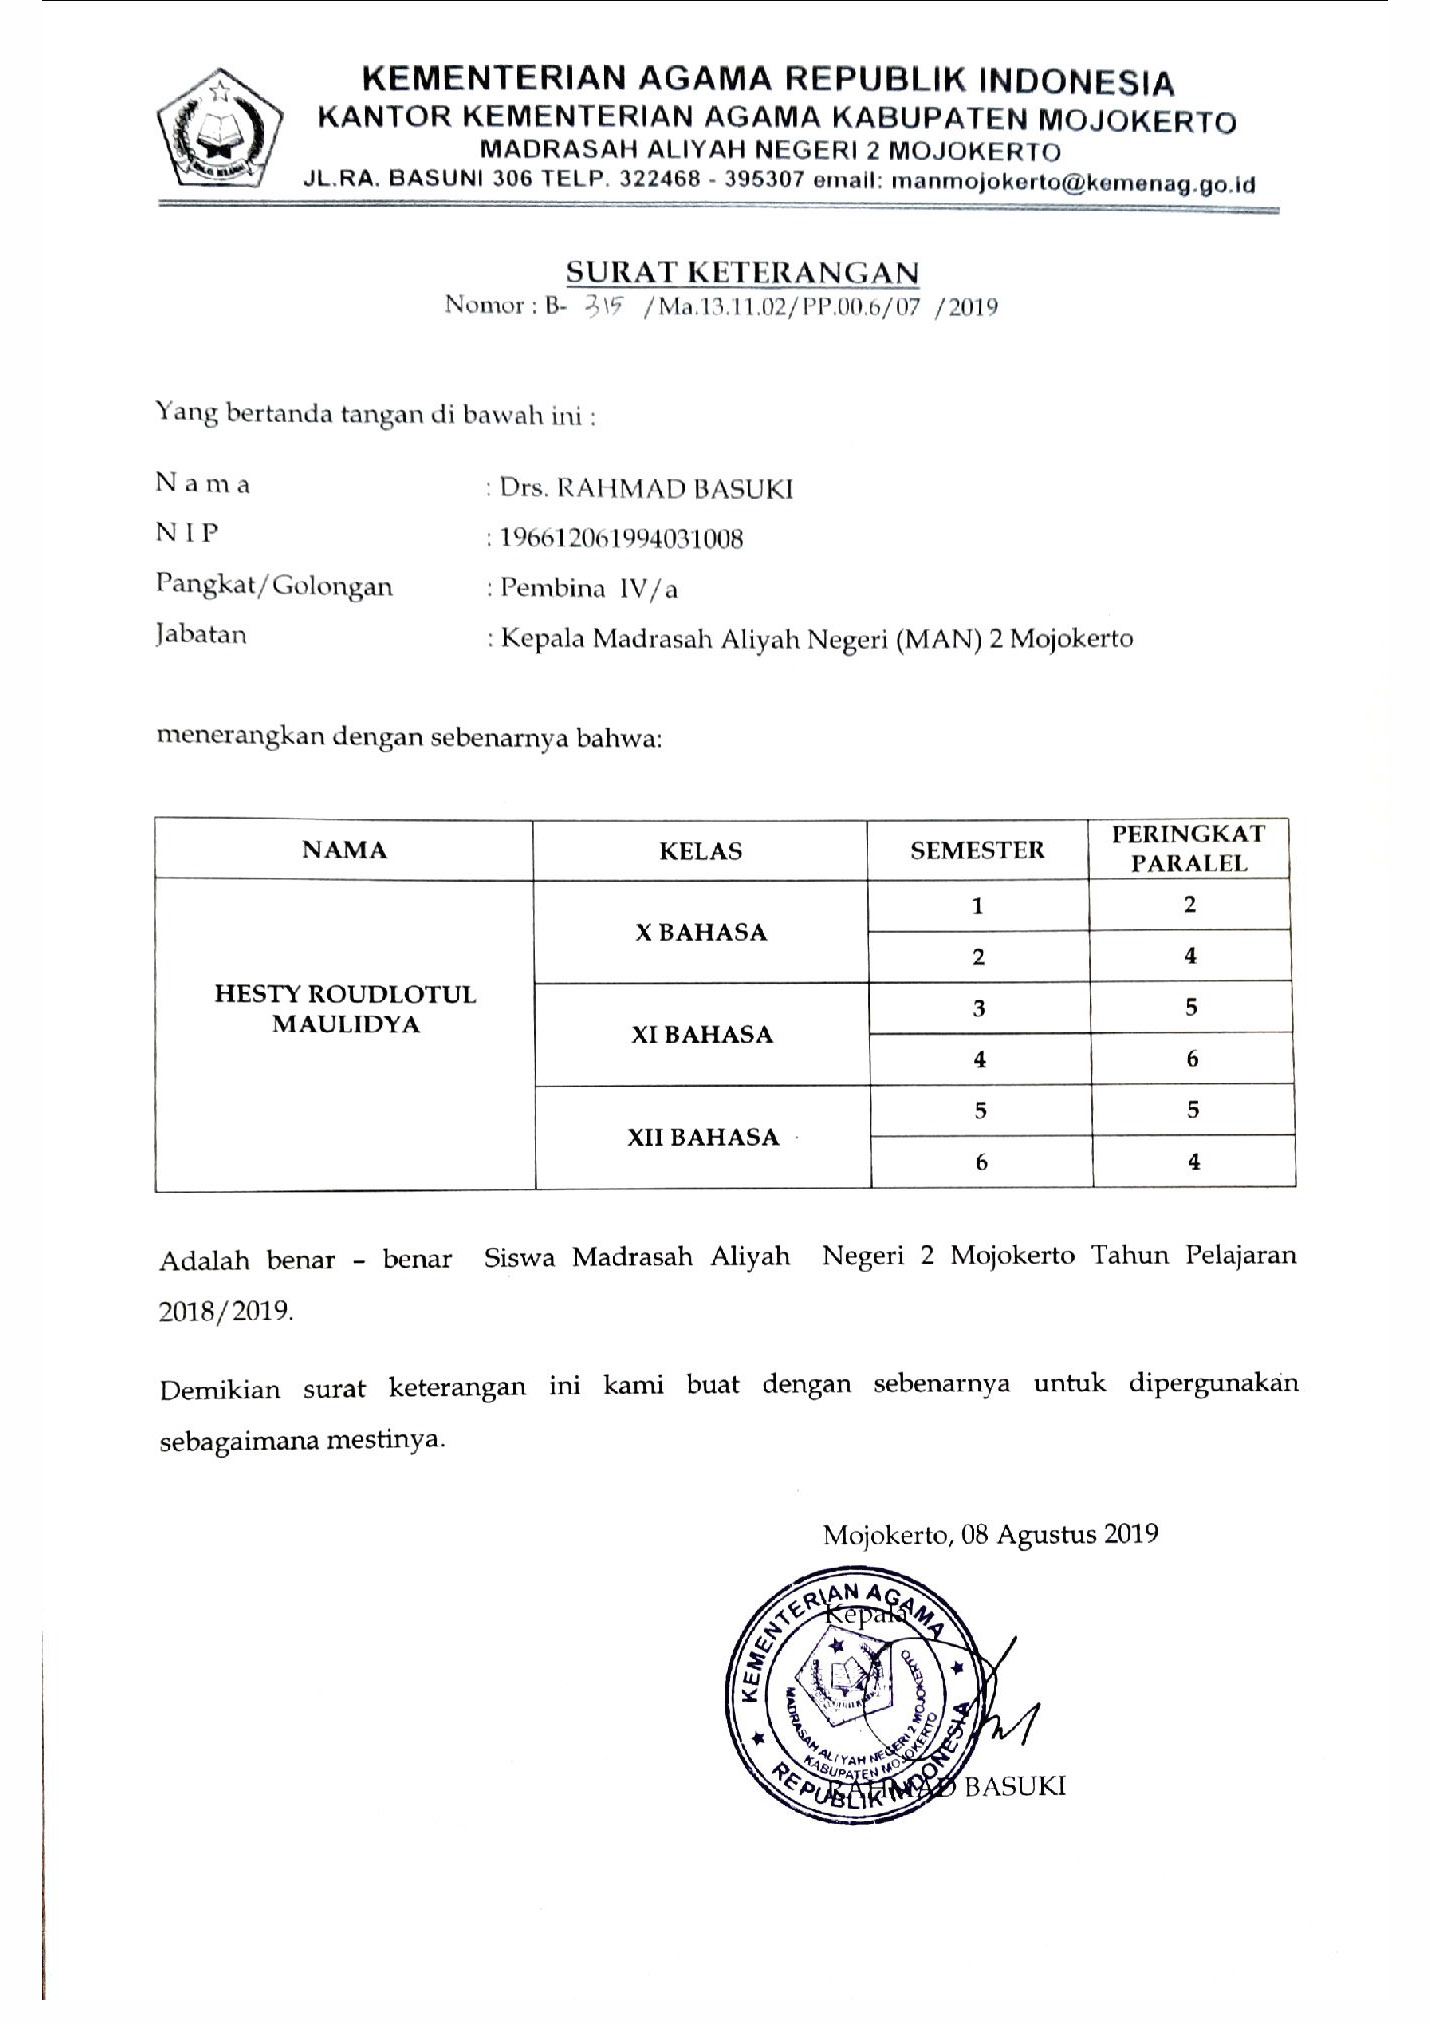 KEMENTERIAN AGAMA REPUBLIK INDONESIA
KANTOR KEMENTERIAN AGAMA KABUPATEN MOJOKERTO
MADRASAH ALIYAH NEGERI 2 MOJOKERTO
JL.RA. BASUNI 306 TELP. 322468 - 395307 email: manmojokerto@kemenag.go.id
SURAT KETERANGAN
Nomor : B- 315 /Ma.13.11.02/PP.00.6/07 /2019
Yang bertanda tangan di bawah ini :
N a m a : Drs. RAHMAD BASUKI
N I P : 196612061994031008
Pangkat/Golongan : Pembina IV/a
Jabatan : Kepala Madrasah Aliyah Negeri (MAN) 2 Mojokerto
menerangkan dengan sebenarnya bahwa:
NAMA KELAS SEMESTER PERINGKAT PARALEL
HESTY ROUDLOTUL MAULIDYA
X BAHASA
1 2
2 4
XI BAHASA
3 5
4 6
XII BAHASA
5 5
6 4
Adalah benar – benar Siswa Madrasah Aliyah Negeri 2 Mojokerto Tahun Pelajaran
2018/2019.
Demikian surat keterangan ini kami buat dengan sebenarnya untuk dipergunakan
sebagaimana mestinya.
Mojokerto, 08 Agustus 2019
Kepala
KEMENTERIAN AGAMA
REPUBLIK INDONESIA
MADRASAH ALIYAH NEGERI 2 MOJOKERTO
KABUPATEN MOJOKERTO
RAHMAD BASUKI